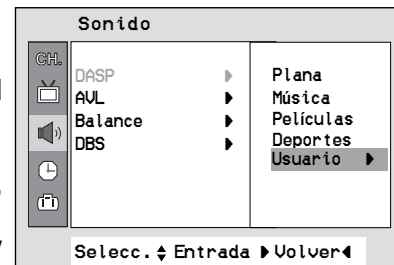 Sonido
CH.
DASP
AVL
Balance
DBS
Plana
Música
Películas
Deportes
Usuario
Selecc. Entrada Volver